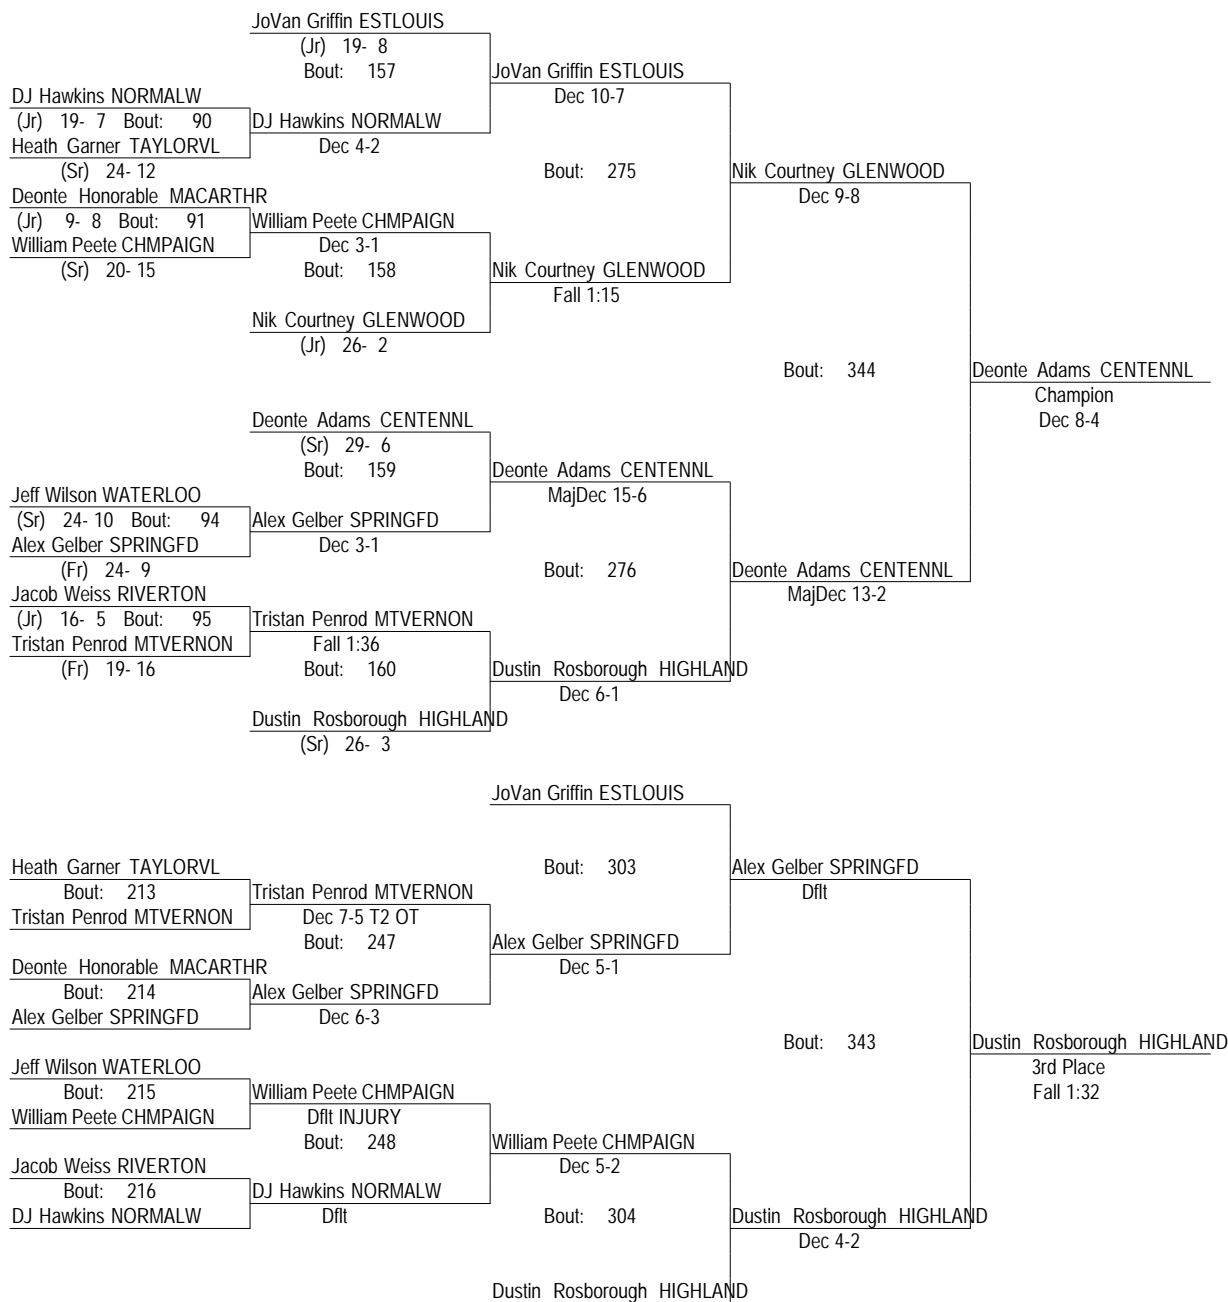 JoVan Griffin ESTLOUIS
(Jr) 19- 8
Bout: 157
JoVan Griffin ESTLOUIS
Dec 10-7
DJ Hawkins NORMALW
(Jr) 19- 7 Bout: 90
DJ Hawkins NORMALW
Heath Garner TAYLORVL
Dec 4-2
(Sr) 24- 12
Bout: 275
Nik Courtney GLENWOOD
Dec 9-8
Deonte Honorable MACARTHR
(Jr) 9- 8 Bout: 91
William Peete CHMPAIGN
William Peete CHMPAIGN
Dec 3-1
(Sr) 20- 15
Bout: 158
Nik Courtney GLENWOOD
Fall 1:15
Nik Courtney GLENWOOD
(Jr) 26- 2
Bout: 344
Deonte Adams CENTENNL
Champion
Dec 8-4
Deonte Adams CENTENNL
(Sr) 29- 6
Bout: 159
Deonte Adams CENTENNL
MajDec 15-6
Jeff Wilson WATERLOO
(Sr) 24- 10 Bout: 94
Alex Gelber SPRINGFD
Alex Gelber SPRINGFD
Dec 3-1
(Fr) 24- 9
Bout: 276
Deonte Adams CENTENNL
MajDec 13-2
Jacob Weiss RIVERTON
(Jr) 16- 5 Bout: 95
Tristan Penrod MTVERNON
Tristan Penrod MTVERNON
Fall 1:36
(Fr) 19- 16
Bout: 160
Dustin Rosborough HIGHLAND
Dec 6-1
Dustin Rosborough HIGHLAND
(Sr) 26- 3
JoVan Griffin ESTLOUIS
Heath Garner TAYLORVL
Bout: 303
Alex Gelber SPRINGFD
Dflt
Bout: 213
Tristan Penrod MTVERNON
Tristan Penrod MTVERNON
Dec 7-5 T2 OT
Bout: 247
Alex Gelber SPRINGFD
Dec 5-1
Deonte Honorable MACARTHR
Bout: 214
Alex Gelber SPRINGFD
Alex Gelber SPRINGFD
Dec 6-3
Bout: 343
Dustin Rosborough HIGHLAND
3rd Place
Fall 1:32
Jeff Wilson WATERLOO
Bout: 215
William Peete CHMPAIGN
William Peete CHMPAIGN
Dflt INJURY
Bout: 248
William Peete CHMPAIGN
Dec 5-2
Jacob Weiss RIVERTON
Bout: 216
DJ Hawkins NORMALW
DJ Hawkins NORMALW
Dflt
Bout: 304
Dustin Rosborough HIGHLAND
Dec 4-2
Dustin Rosborough HIGHLAND